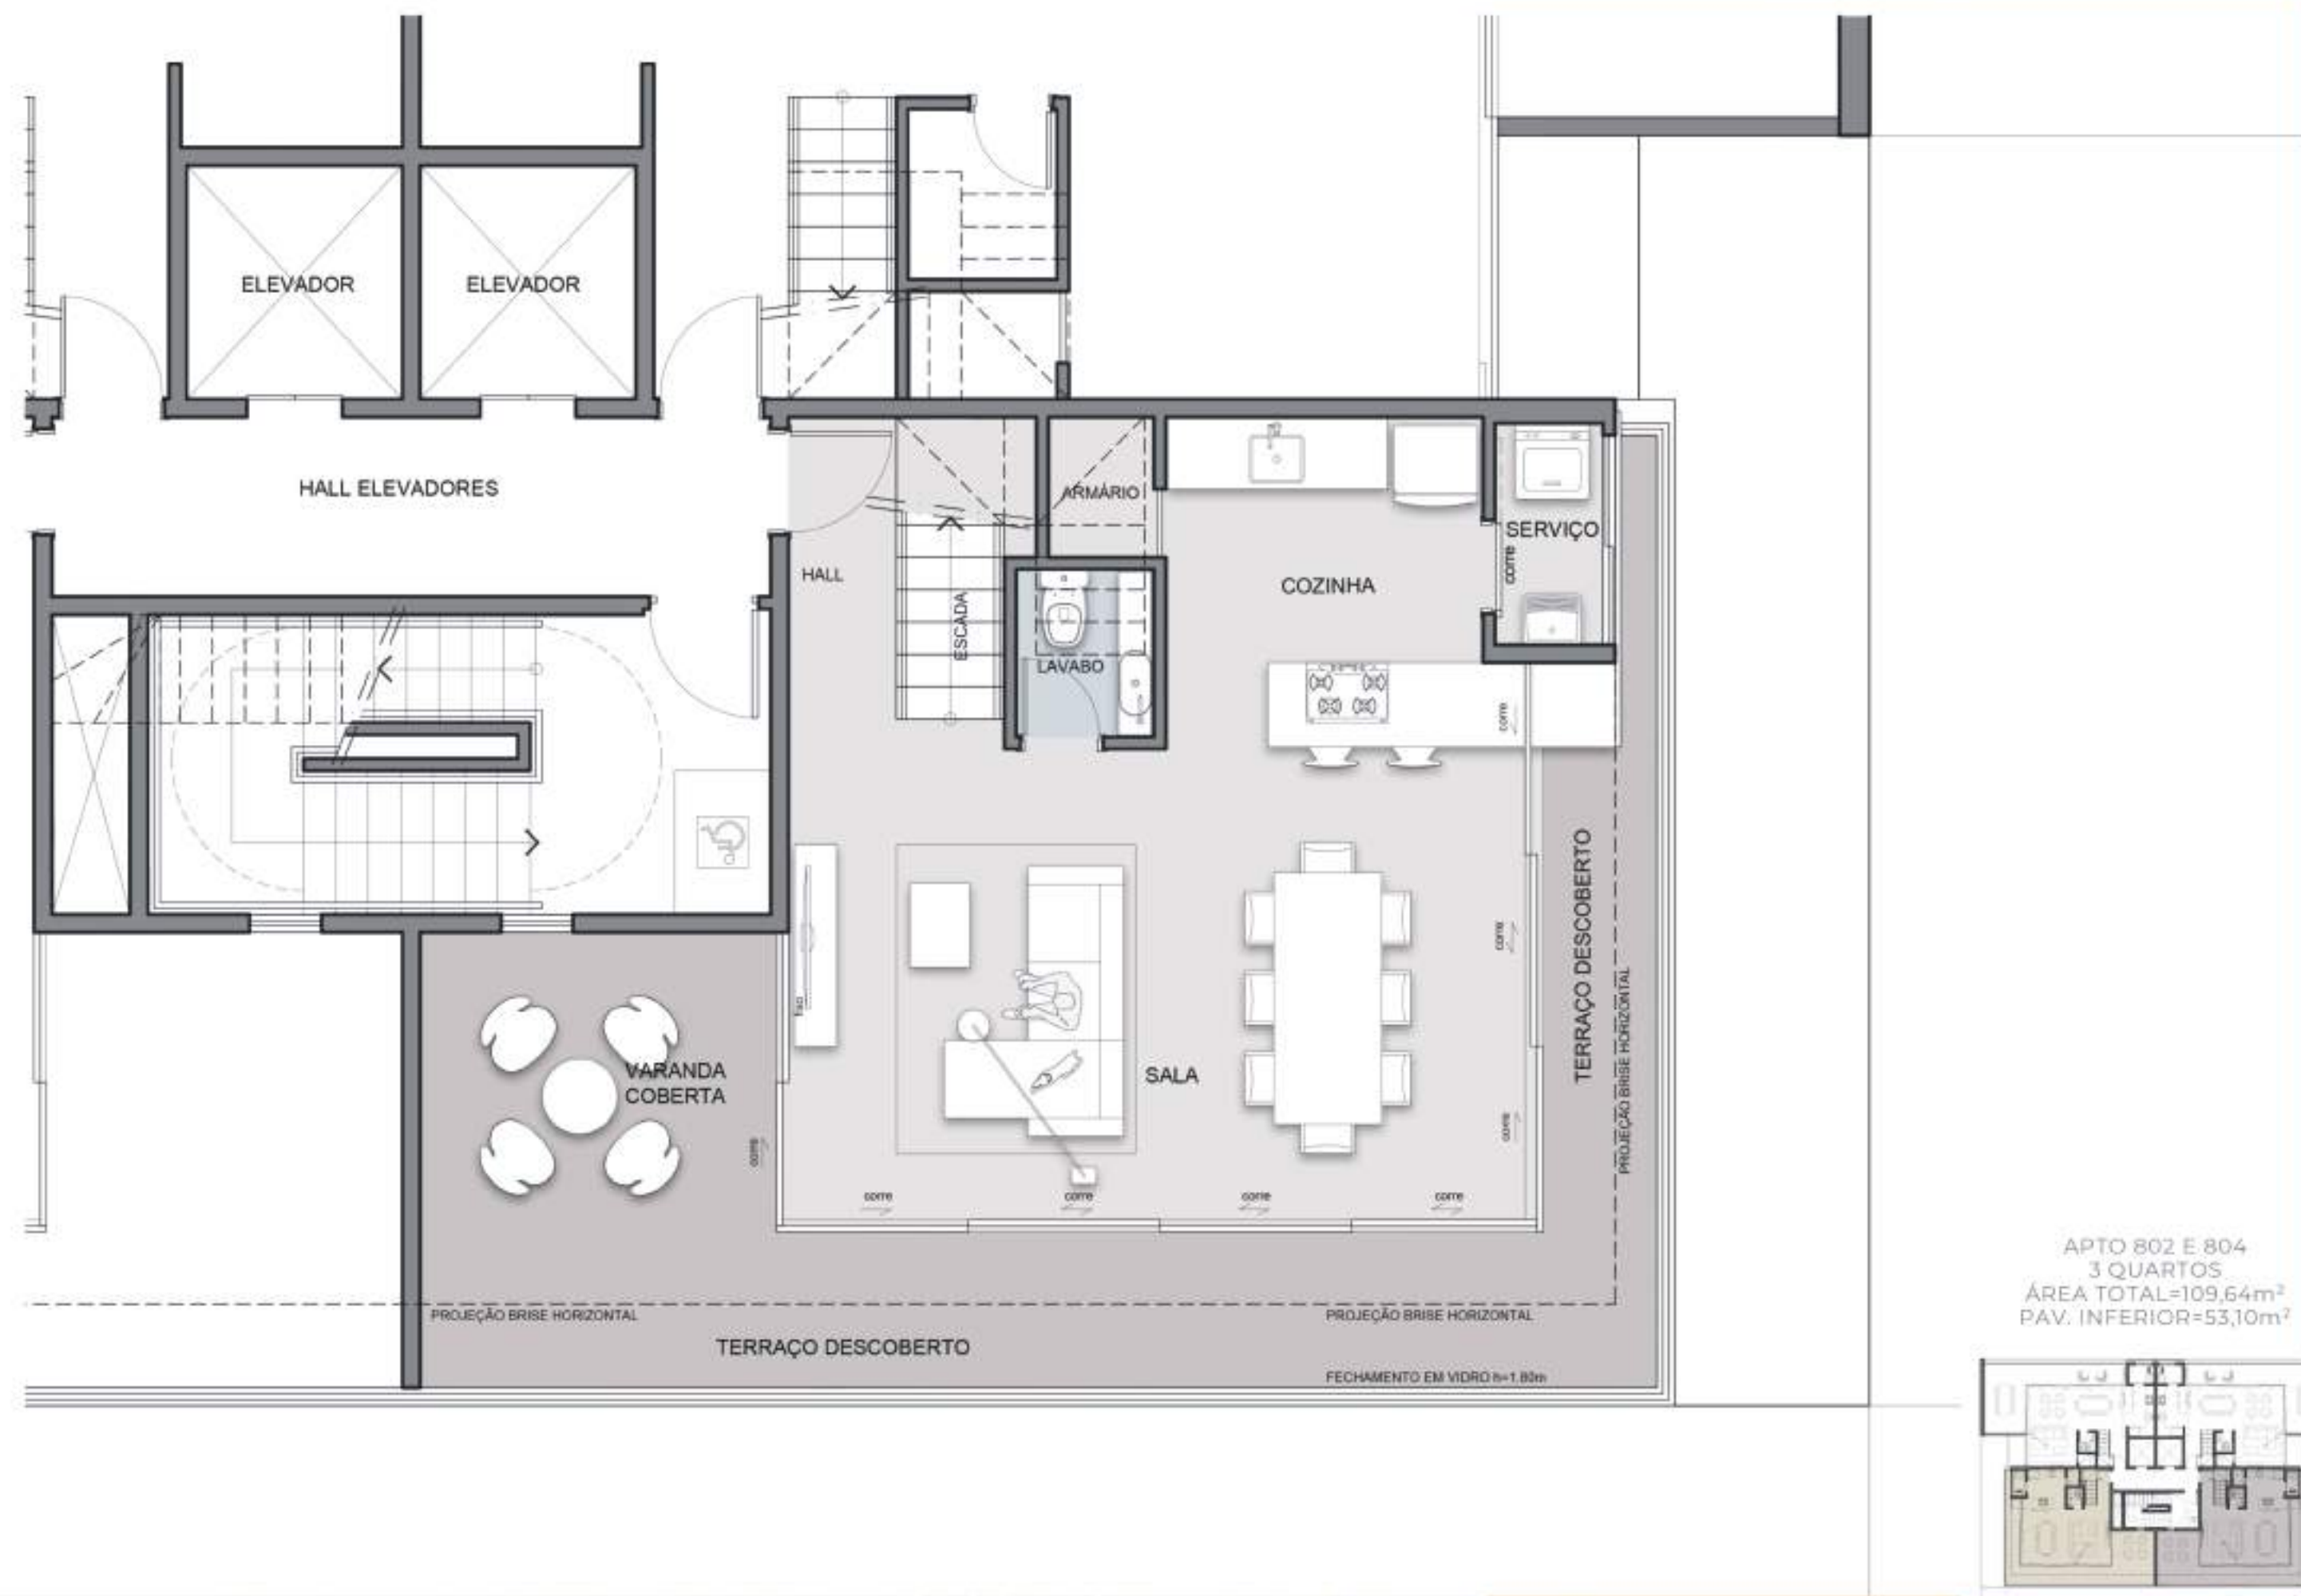 ELEVADOR
ELEVADOR
HALL ELEVADORES
ARMÁRIO
SERVIÇO
corre
HALL
COZINHA
ESCADA
LAVABO
corre
TERRAÇO DESCOBERTO
PROJEÇÃO BRISE HORIZONTAL
corre
fixo
VARANDA
COBERTA
SALA
corre
corre
corre
corre
corre
corre
PROJEÇÃO BRISE HORIZONTAL
PROJEÇÃO BRISE HORIZONTAL
TERRAÇO DESCOBERTO
FECHAMENTO EM VIDRO h=1.80m
APTO 802 E 804
3 QUARTOS
ÁREA TOTAL=109,64m²
PAV. INFERIOR=53,10m²